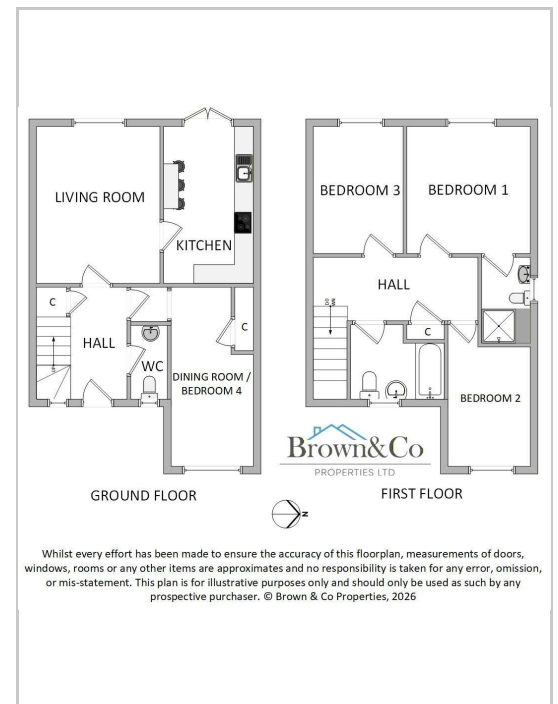 LIVING ROOM
KITCHEN
C
HALL
UP
WC
C
DINING ROOM /
BEDROOM 4
GROUND FLOOR
BEDROOM 3
BEDROOM 1
HALL
DOWN
C
BEDROOM 2
Brown&Co
PROPERTIES LTD
FIRST FLOOR
N
Whilst every effort has been made to ensure the accuracy of this floorplan, measurements of doors,
windows, rooms or any other items are approximates and no responsibility is taken for any error, omission,
or mis-statement. This plan is for illustrative purposes only and should only be used as such by any
prospective purchaser. © Brown & Co Properties, 2026